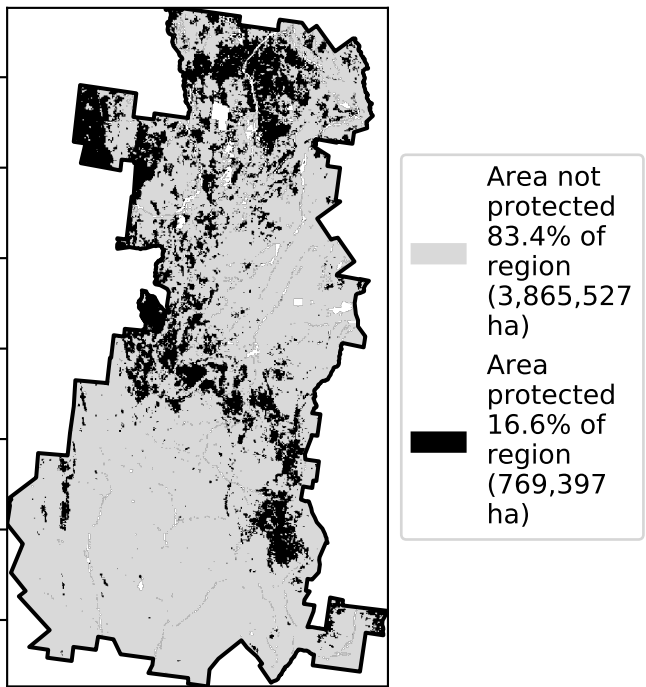 Area not
protected
83.4% of
region
(3,865,527
ha)
Area
protected
16.6% of
region
(769,397
ha)